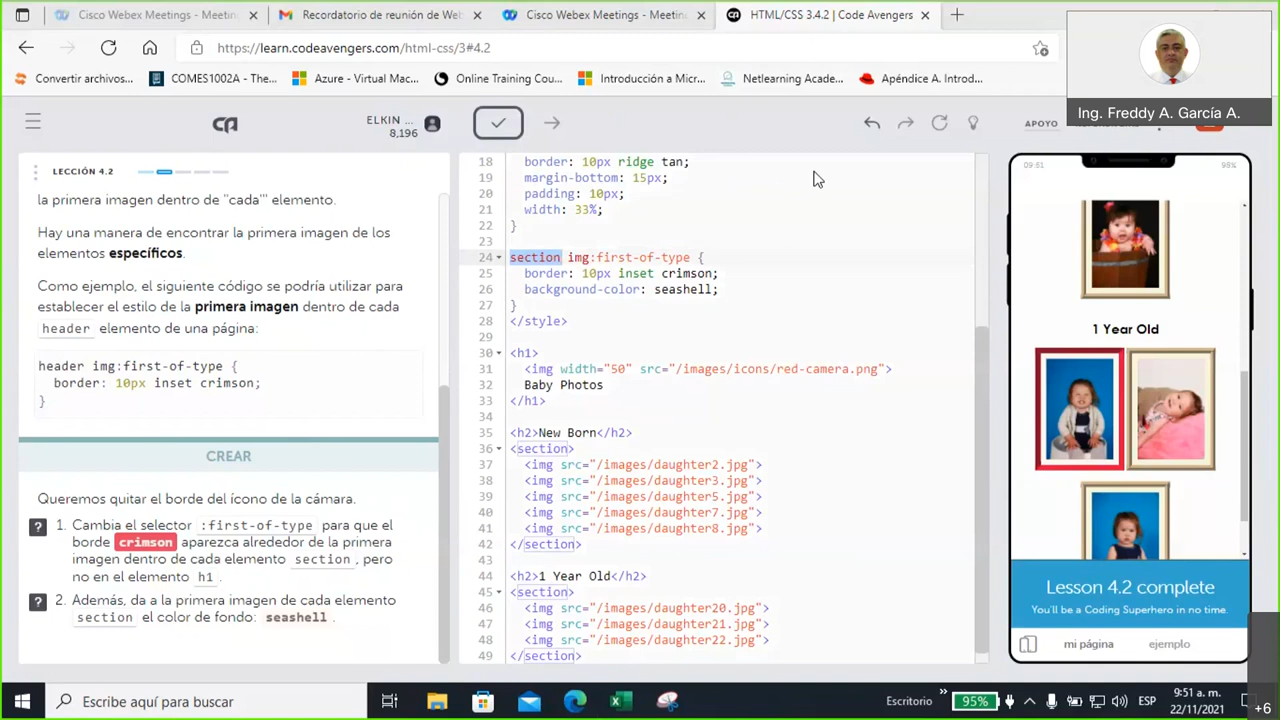 Cisco Webex Meetings
Recordatorio de reunión de We
Cisco Webex Meetings - Meetin
HTML/CSS 3.4.2 | Code Avengers
https://learn.codeavengers.com/html-css/3#4.2
Convertir archivos...
COMES1002A - The...
Azure - Virtual Mac...
Online Training Cou...
Introducción a Micr...
Netlearning Acade...
Apéndice A. Introd...
Ing. Freddy A. García A.
ELKIN ...
8,196
APOYO
LECCIÓN 4.2
la primera imagen dentro de "cada" elemento.
Hay una manera de encontrar la primera imagen de los
elementos específicos.
Como ejemplo, el siguiente código se podría utilizar para
establecer el estilo de la primera imagen dentro de cada
header elemento de una página:
header img:first-of-type {
border: 10px inset crimson;
}
CREAR
Queremos quitar el borde del ícono de la cámara.
? 1. Cambia el selector :first-of-type para que el
borde crimson aparezca alrededor de la primera
imagen dentro de cada elemento section, pero
no en el elemento h1.
? 2. Además, da a la primera imagen de cada elemento
section el color de fondo: seashell.
18 border: 10px ridge tan;
19 margin-bottom: 15px;
20 padding: 10px;
21 width: 33%;
22 }
23
24 section img:first-of-type {
25 border: 10px inset crimson;
26 background-color: seashell;
27 }
28 </style>
29
30 <h1>
31 <img width="50" src="/images/icons/red-camera.png">
32 Baby Photos
33 </h1>
34
35 <h2>New Born</h2>
36 <section>
37 <img src="/images/daughter2.jpg">
38 <img src="/images/daughter3.jpg">
39 <img src="/images/daughter5.jpg">
40 <img src="/images/daughter7.jpg">
41 <img src="/images/daughter8.jpg">
42 </section>
43
44 <h2>1 Year Old</h2>
45 <section>
46 <img src="/images/daughter20.jpg">
47 <img src="/images/daughter21.jpg">
48 <img src="/images/daughter22.jpg">
49 </section>
09:51
98%
1 Year Old
Lesson 4.2 complete
You'll be a Coding Superhero in no time.
mi página
ejemplo
Escribe aquí para buscar
Escritorio
95%
ESP
9:51 a. m.
22/11/2021
+6